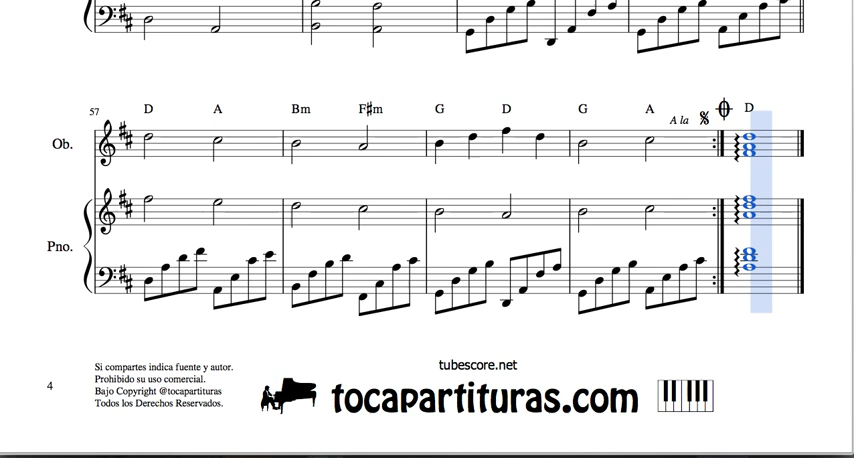 57
D A Bm F♯m G D G A A la D
Ob.
Pno.
4
Si compartes indica fuente y autor.
Prohibido su uso comercial.
Bajo Copyright @tocapartituras
Todos los Derechos Reservados.
tubescore.net
tocapartituras.com